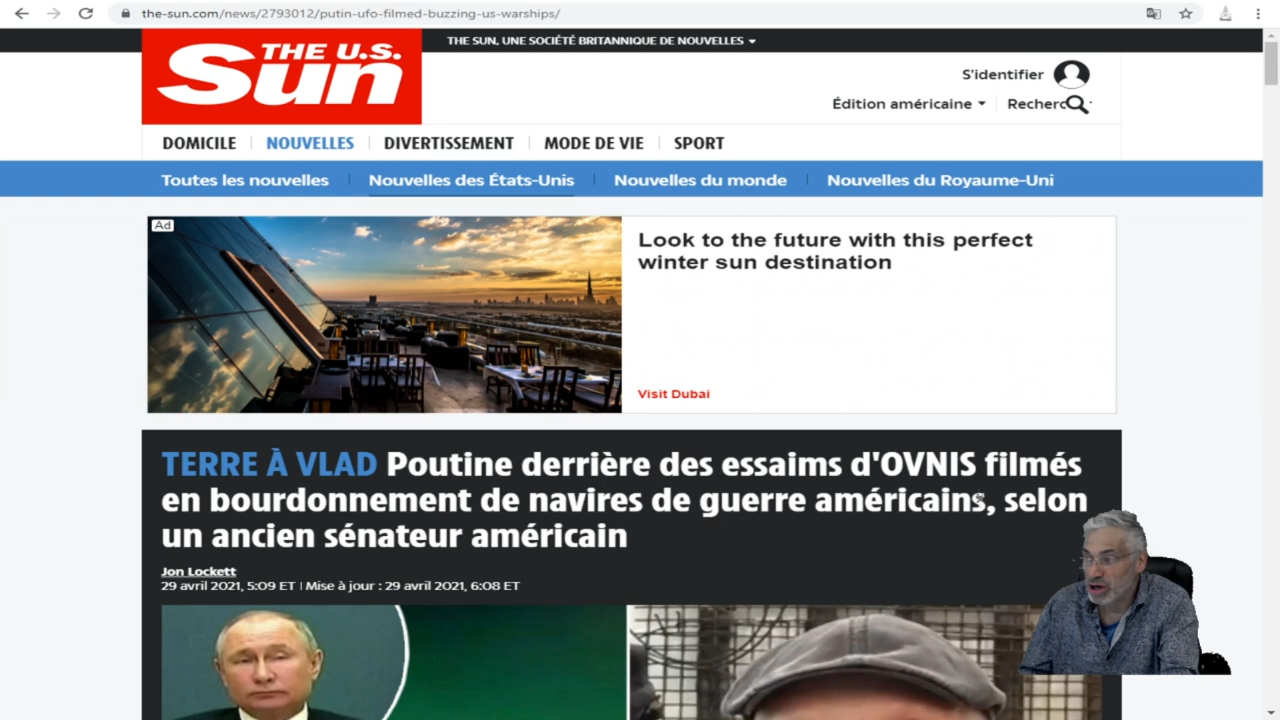 the-sun.com/news/2793012/putin-ufo-filmed-buzzing-us-warships/
THE SUN, UNE SOCIÉTÉ BRITANNIQUE DE NOUVELLES
THE U.S.
Sun
S'identifier
Édition américaine
Recherc
DOMICILE
NOUVELLES
DIVERTISSEMENT
MODE DE VIE
SPORT
Toutes les nouvelles
Nouvelles des États-Unis
Nouvelles du monde
Nouvelles du Royaume-Uni
Ad
Look to the future with this perfect
winter sun destination
Visit Dubai
TERRE À VLAD Poutine derrière des essaims d'OVNIS filmés
en bourdonnement de navires de guerre américains, selon
un ancien sénateur américain
Jon Lockett
29 avril 2021, 5:09 ET | Mise à jour : 29 avril 2021, 6:08 ET